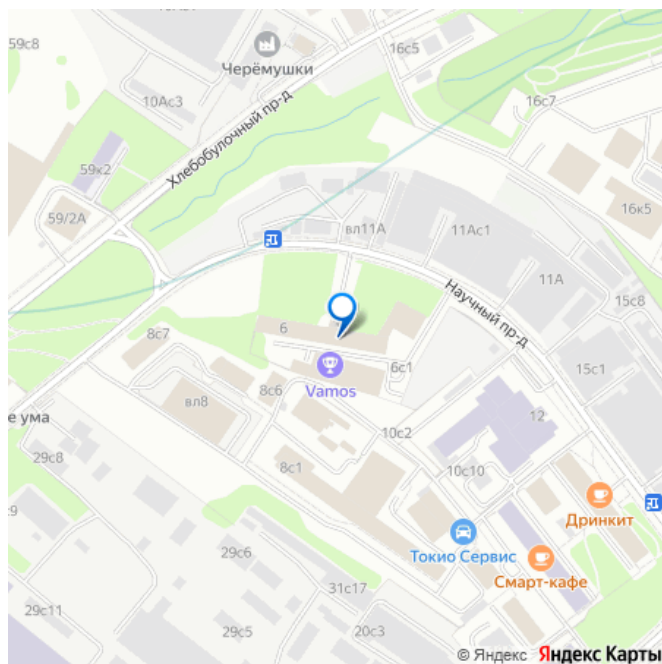 59с8
16с5
Черёмушки
10Ас3
16с7
Хлебобулочный пр-д
59к2
59/2А
16к5
вл11А
11Ас1
11А
Научный пр-д
15с8
6
8с7
6с1
15с1
Vamos
8с6
вл8
е ума
12
10с2
29с8
8с1
10с10
с9
Дринкит
Токио Сервис
29с6
Смарт-кафе
31с17
29с11
29с5
20с3
© Яндекс Яндекс Карты